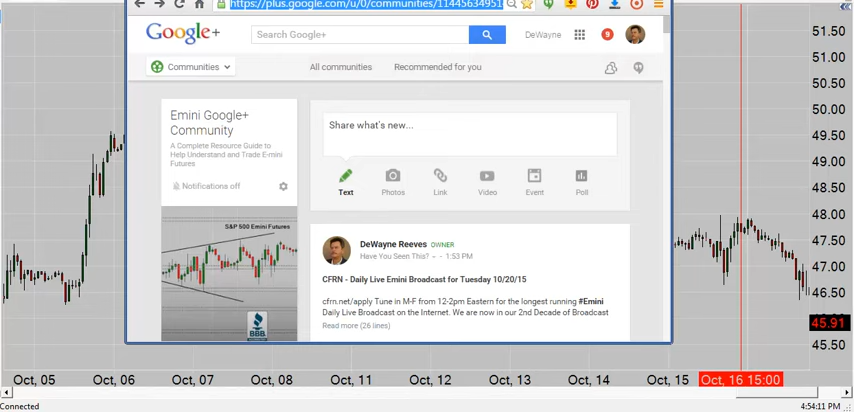 https://plus.google.com/u/0/communities/11445634951
Google+
Search Google+
DeWayne
9
Communities
All communities
Recommended for you
Emini Google+
Community
A Complete Resource Guide to
Help Understand and Trade E-mini
Futures
Notifications off
Share what's new...
Text
Photos
Link
Video
Event
Poll
S&P 500 Emini Futures
BBB
DeWayne Reeves OWNER
Have You Seen This? - - 1:53 PM
CFRN - Daily Live Emini Broadcast for Tuesday 10/20/15
cfrn.net/apply Tune in M-F from 12-2pm Eastern for the longest running #Emini
Daily Live Broadcast on the Internet. We are now in our 2nd Decade of Broadcast
Read more (26 lines)
51.50
51.00
50.50
50.00
49.50
49.00
48.50
48.00
47.50
47.00
46.50
45.91
45.50
Oct, 05
Oct, 06
Oct, 07
Oct, 08
Oct, 11
Oct, 12
Oct, 13
Oct, 14
Oct, 15
Oct, 16 15:00
Connected
4:54:11 PM